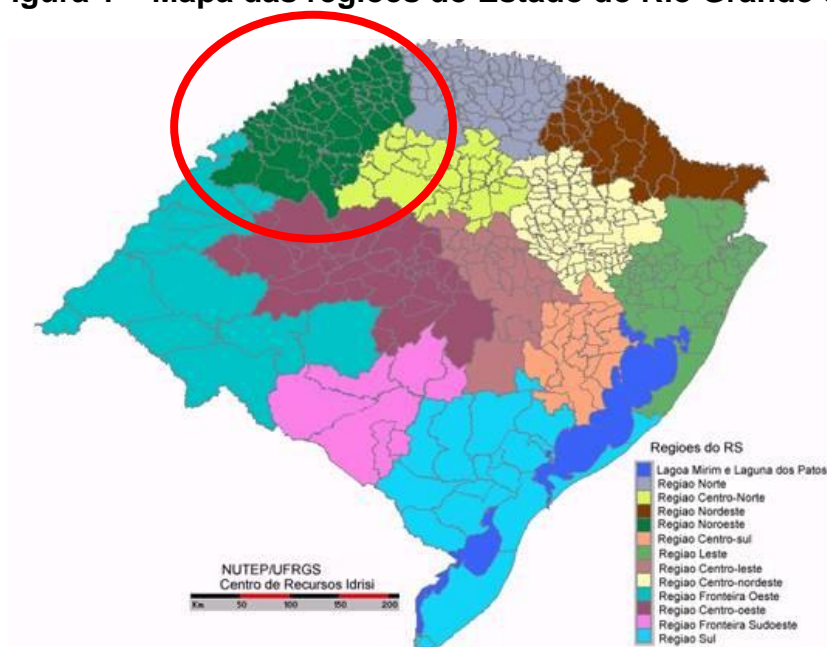 Mapa das regiões do Estado do Rio Grande
Regioes do RS
Lagoa Mirim e Laguna dos Patos
Regiao Norte
Regiao Centro-Norte
Regiao Nordeste
Regiao Noroeste
Regiao Centro-sul
Regiao Leste
Regiao Centro-leste
Regiao Centro-nordeste
Regiao Fronteira Oeste
Regiao Centro-oeste
Regiao Fronteira Sudoeste
Regiao Sul
NUTEP/UFRGS
Centro de Recursos Idrisi
Km 50 100 150 200